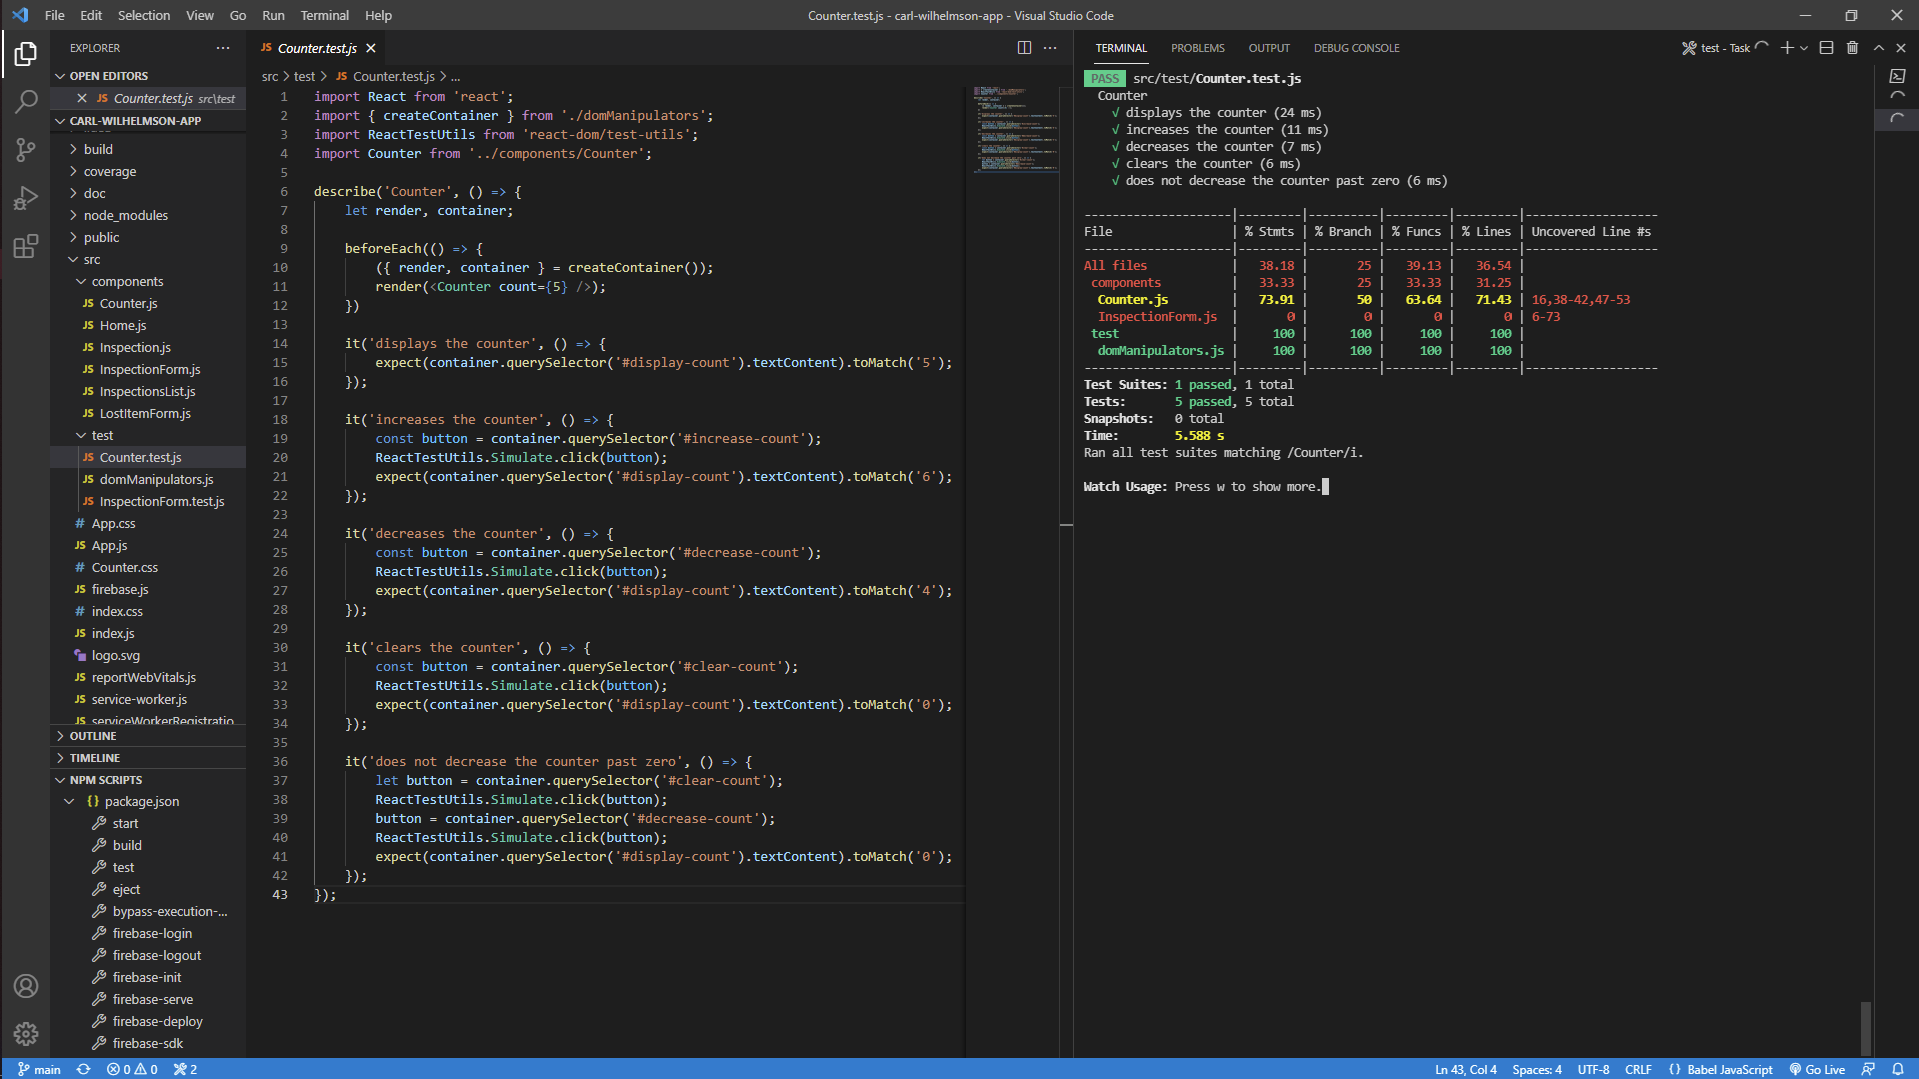 File Edit Selection View Go Run Terminal Help
Counter.test.js - carl-wilhelmson-app - Visual Studio Code
EXPLORER
OPEN EDITORS
JS Counter.test.js src\test
CARL-WILHELMSON-APP
build
coverage
doc
node_modules
public
src
components
JS Counter.js
JS Home.js
JS Inspection.js
JS InspectionForm.js
JS InspectionsList.js
JS LostItemForm.js
test
JS Counter.test.js
JS domManipulators.js
JS InspectionForm.test.js
# App.css
JS App.js
# Counter.css
JS firebase.js
# index.css
JS index.js
logo.svg
JS reportWebVitals.js
JS service-worker.js
JS serviceWorkerRegistratio
OUTLINE
TIMELINE
NPM SCRIPTS
{} package.json
start
build
test
eject
bypass-execution-...
firebase-login
firebase-logout
firebase-init
firebase-serve
firebase-deploy
firebase-sdk
JS Counter.test.js
src > test > JS Counter.test.js > ...
1 import React from 'react';
2 import { createContainer } from './domManipulators';
3 import ReactTestUtils from 'react-dom/test-utils';
4 import Counter from '../components/Counter';
5
6 describe('Counter', () => {
7 let render, container;
8
9 beforeEach(() => {
10 ({ render, container } = createContainer());
11 render(<Counter count={5} />);
12 })
13
14 it('displays the counter', () => {
15 expect(container.querySelector('#display-count').textContent).toMatch('5');
16 });
17
18 it('increases the counter', () => {
19 const button = container.querySelector('#increase-count');
20 ReactTestUtils.Simulate.click(button);
21 expect(container.querySelector('#display-count').textContent).toMatch('6');
22 });
23
24 it('decreases the counter', () => {
25 const button = container.querySelector('#decrease-count');
26 ReactTestUtils.Simulate.click(button);
27 expect(container.querySelector('#display-count').textContent).toMatch('4');
28 });
29
30 it('clears the counter', () => {
31 const button = container.querySelector('#clear-count');
32 ReactTestUtils.Simulate.click(button);
33 expect(container.querySelector('#display-count').textContent).toMatch('0');
34 });
35
36 it('does not decrease the counter past zero', () => {
37 let button = container.querySelector('#clear-count');
38 ReactTestUtils.Simulate.click(button);
39 button = container.querySelector('#decrease-count');
40 ReactTestUtils.Simulate.click(button);
41 expect(container.querySelector('#display-count').textContent).toMatch('0');
42 });
43 });
TERMINAL PROBLEMS OUTPUT DEBUG CONSOLE
test - Task
PASS src/test/Counter.test.js
Counter
√ displays the counter (24 ms)
√ increases the counter (11 ms)
√ decreases the counter (7 ms)
√ clears the counter (6 ms)
√ does not decrease the counter past zero (6 ms)
---------------------|---------|----------|---------|---------|-------------------
File | % Stmts | % Branch | % Funcs | % Lines | Uncovered Line #s
---------------------|---------|----------|---------|---------|-------------------
All files | 38.18 | 25 | 39.13 | 36.54 |
components | 33.33 | 25 | 33.33 | 31.25 |
Counter.js | 73.91 | 50 | 63.64 | 71.43 | 16,38-42,47-53
InspectionForm.js | 0 | 0 | 0 | 0 | 6-73
test | 100 | 100 | 100 | 100 |
domManipulators.js | 100 | 100 | 100 | 100 |
---------------------|---------|----------|---------|---------|-------------------
Test Suites: 1 passed, 1 total
Tests: 5 passed, 5 total
Snapshots: 0 total
Time: 5.588 s
Ran all test suites matching /Counter/i.
Watch Usage: Press w to show more.
main 0 0 2
Ln 43, Col 4 Spaces: 4 UTF-8 CRLF {} Babel JavaScript Go Live